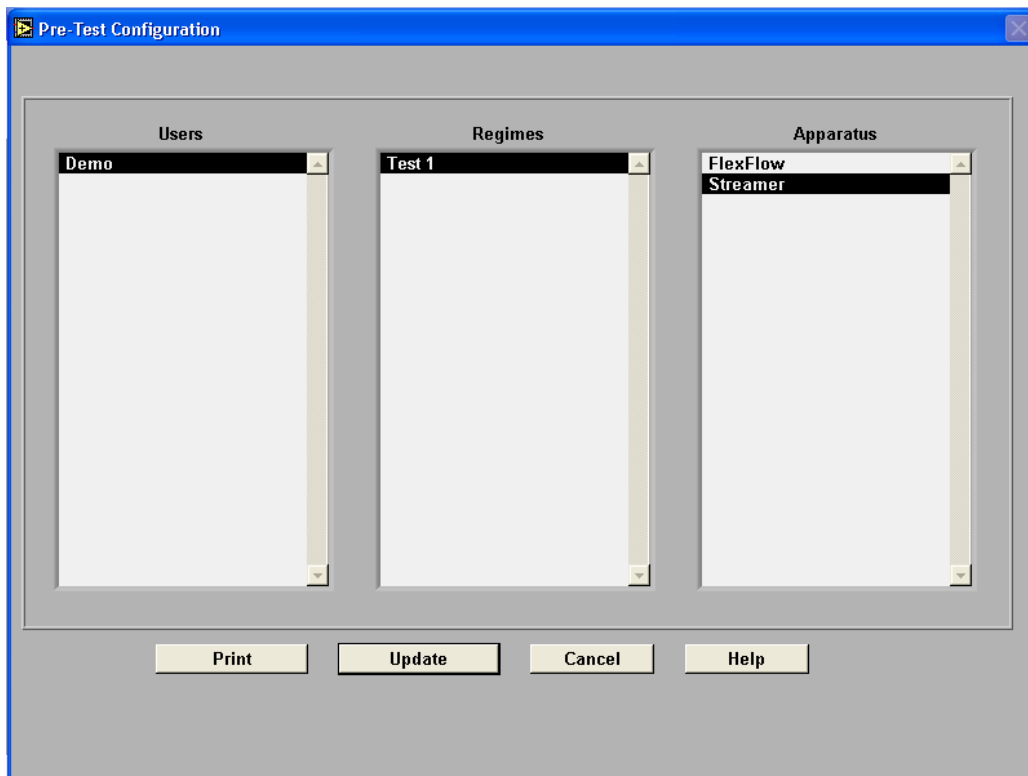 Pre-Test Configuration
Users
Regimes
Apparatus
Demo
Test 1
FlexFlow
Streamer
Print
Update
Cancel
Help